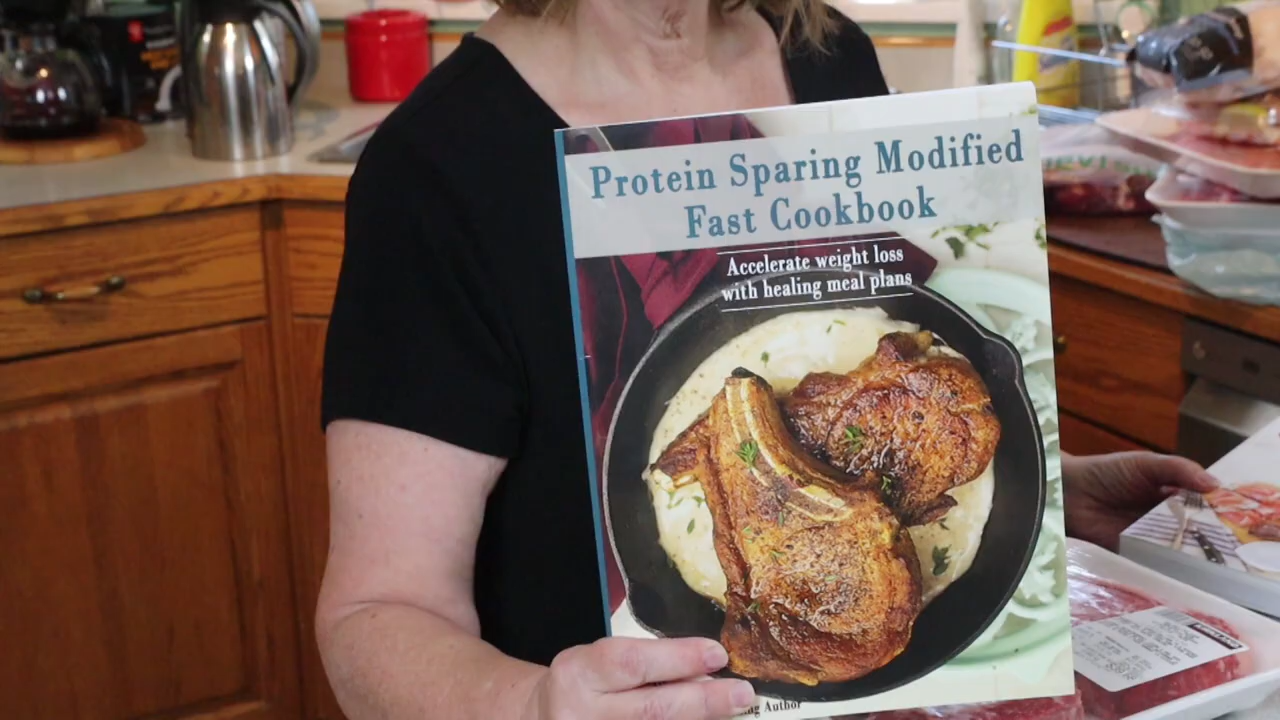 Protein Sparing Modified
Fast Cookbook
Accelerate weight loss
with healing meal plans
Author